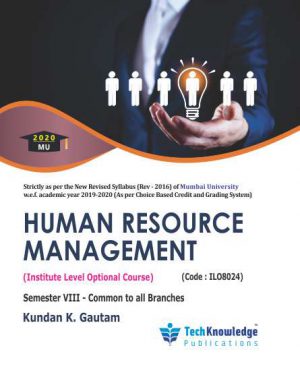 2020
MU
Strictly as per the New Revised Syllabus (Rev - 2016) of Mumbai University
w.e.f. academic year 2019-2020 (As per Choice Based Credit and Grading System)
HUMAN RESOURCE
MANAGEMENT
(Institute Level Optional Course) (Code : ILO8024)
Semester VIII - Common to all Branches
Kundan K. Gautam
TechKnowledge™
Publications